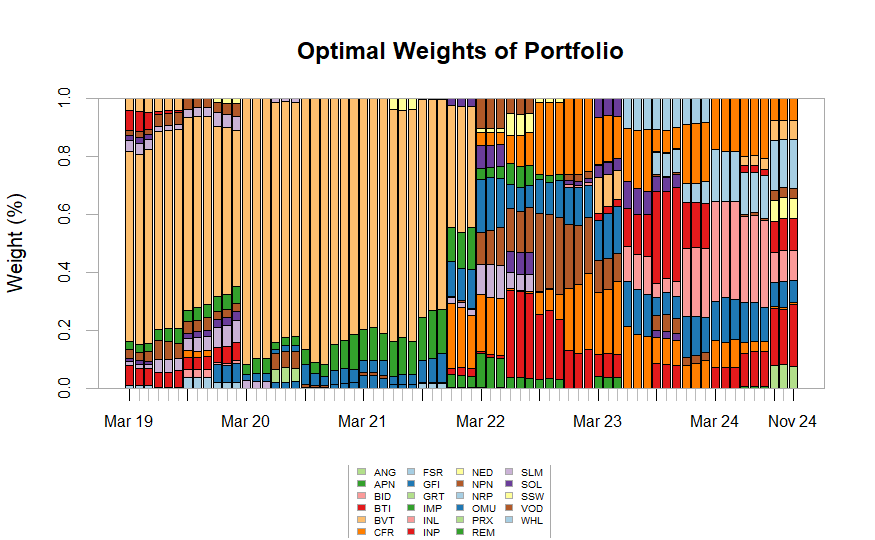 Optimal Weights of Portfolio
Weight (%)
1.0
0.8
0.6
0.4
0.2
0.0
Mar 19 Mar 20 Mar 21 Mar 22 Mar 23 Mar 24 Nov 24
ANG FSR NED SLM
APN GFI NPN SOL
BID GRT NRP SSW
BTI IMP OMU VOD
BVT INL PRX WHL
CFR INP REM